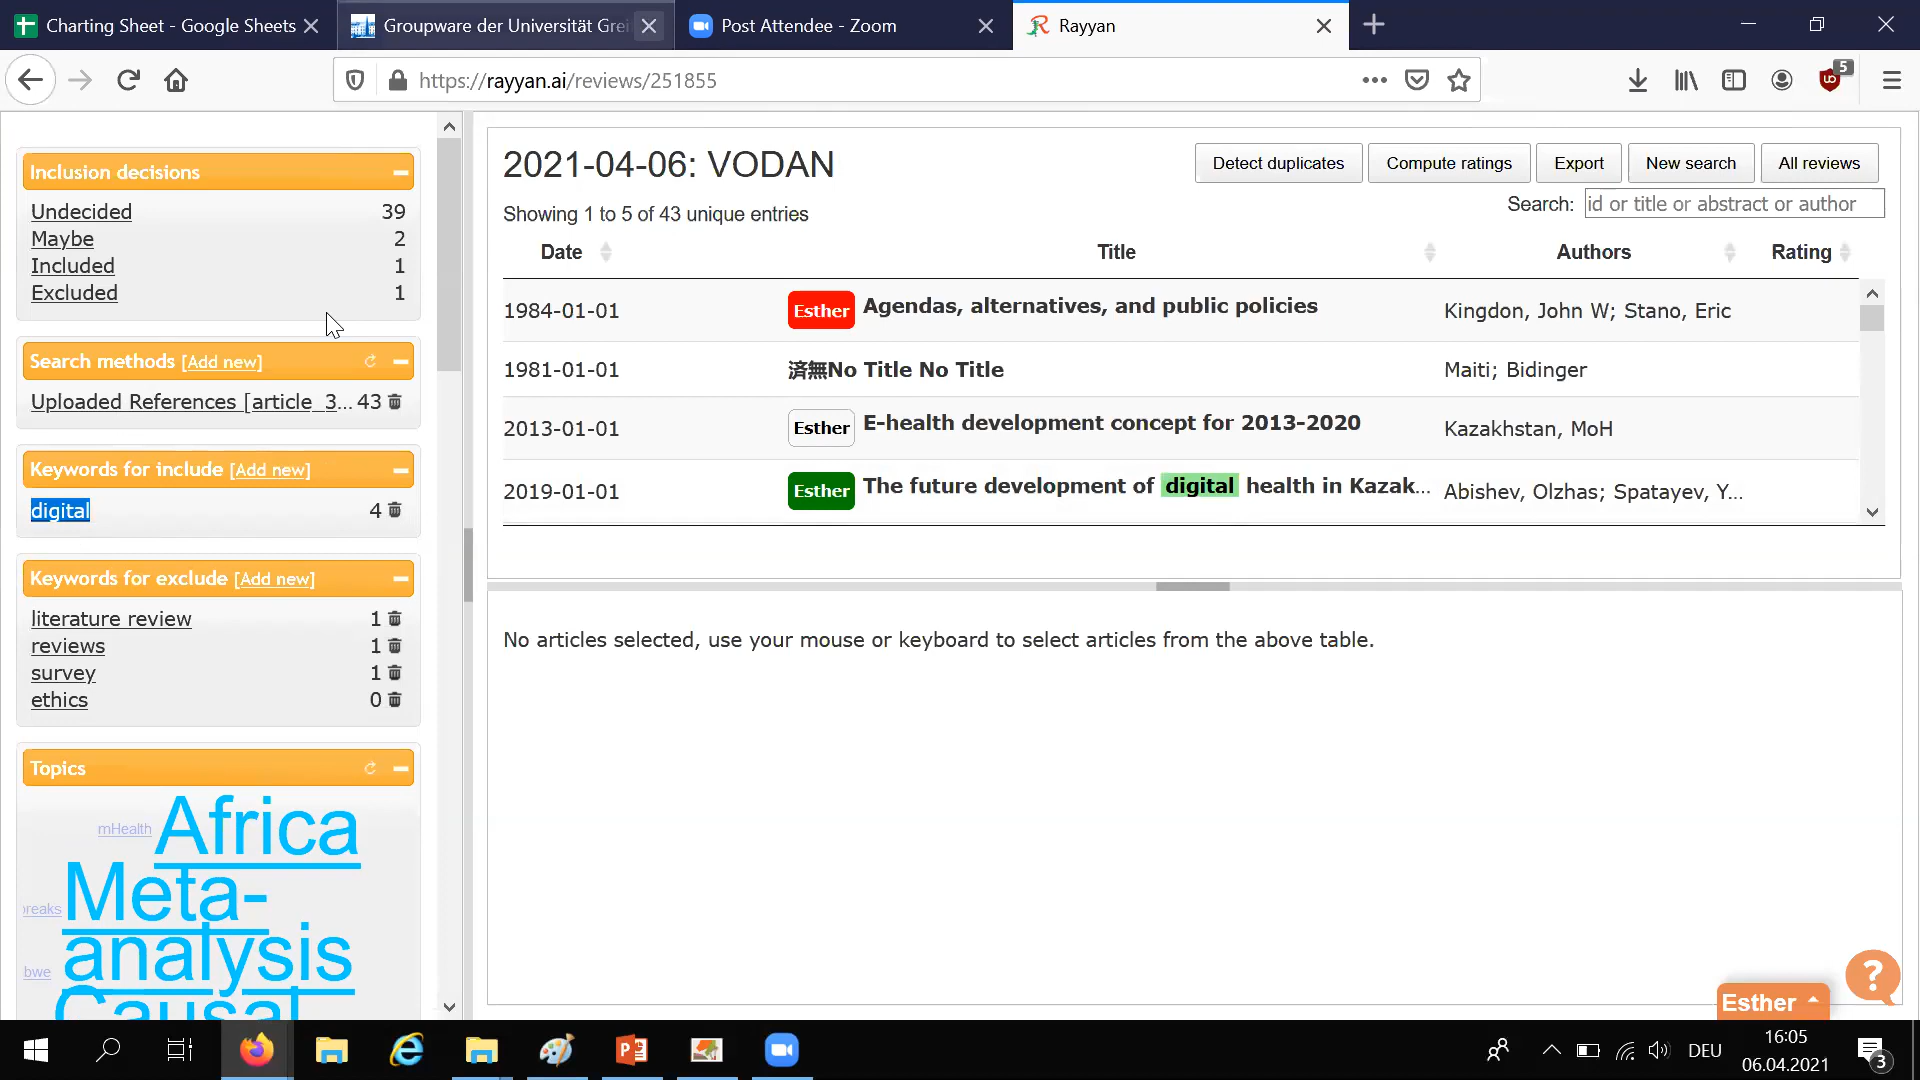 Charting Sheet - Google Sheets
Groupware der Universität Grei
Post Attendee - Zoom
Rayyan
https://rayyan.ai/reviews/251855
5
Inclusion decisions
Undecided 39
Maybe 2
Included 1
Excluded 1
Search methods [Add new]
Uploaded References [article_3... 43
Keywords for include [Add new]
digital 4
Keywords for exclude [Add new]
literature review 1
reviews 1
survey 1
ethics 0
Topics
mHealth Africa
Meta-
reaks
analysis
bwe
Causal
2021-04-06: VODAN
Detect duplicates Compute ratings Export New search All reviews
Showing 1 to 5 of 43 unique entries
Search: id or title or abstract or author
Date Title Authors Rating
1984-01-01 Esther Agendas, alternatives, and public policies Kingdon, John W; Stano, Eric
1981-01-01 済無No Title No Title Maiti; Bidinger
2013-01-01 Esther E-health development concept for 2013-2020 Kazakhstan, MoH
2019-01-01 Esther The future development of digital health in Kazak... Abishev, Olzhas; Spatayev, Y...
No articles selected, use your mouse or keyboard to select articles from the above table.
?
Esther
DEU
16:05
06.04.2021
3